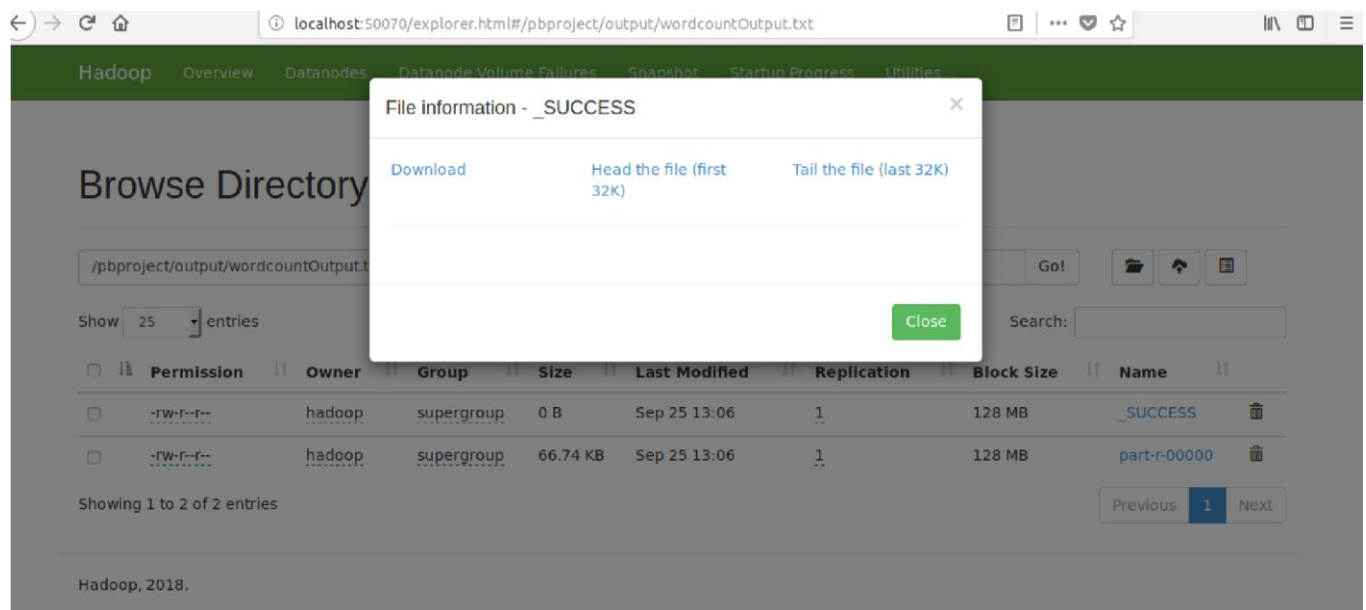 localhost:50070/explorer.html#/pbproject/output/wordcountOutput.txt
Hadoop Overview Datanodes Datanode Volume Failures Snapshot Startup Progress Utilities
File information - _SUCCESS ×
Download Head the file (first Tail the file (last 32K)
32K)
Close
Browse Directory
/pbproject/output/wordcountOutput.t Go!
Show 25 entries Search:
Permission Owner Group Size Last Modified Replication Block Size Name
-rw-r--r-- hadoop supergroup 0 B Sep 25 13:06 1 128 MB _SUCCESS
-rw-r--r-- hadoop supergroup 66.74 KB Sep 25 13:06 1 128 MB part-r-00000
Showing 1 to 2 of 2 entries Previous 1 Next
Hadoop, 2018.